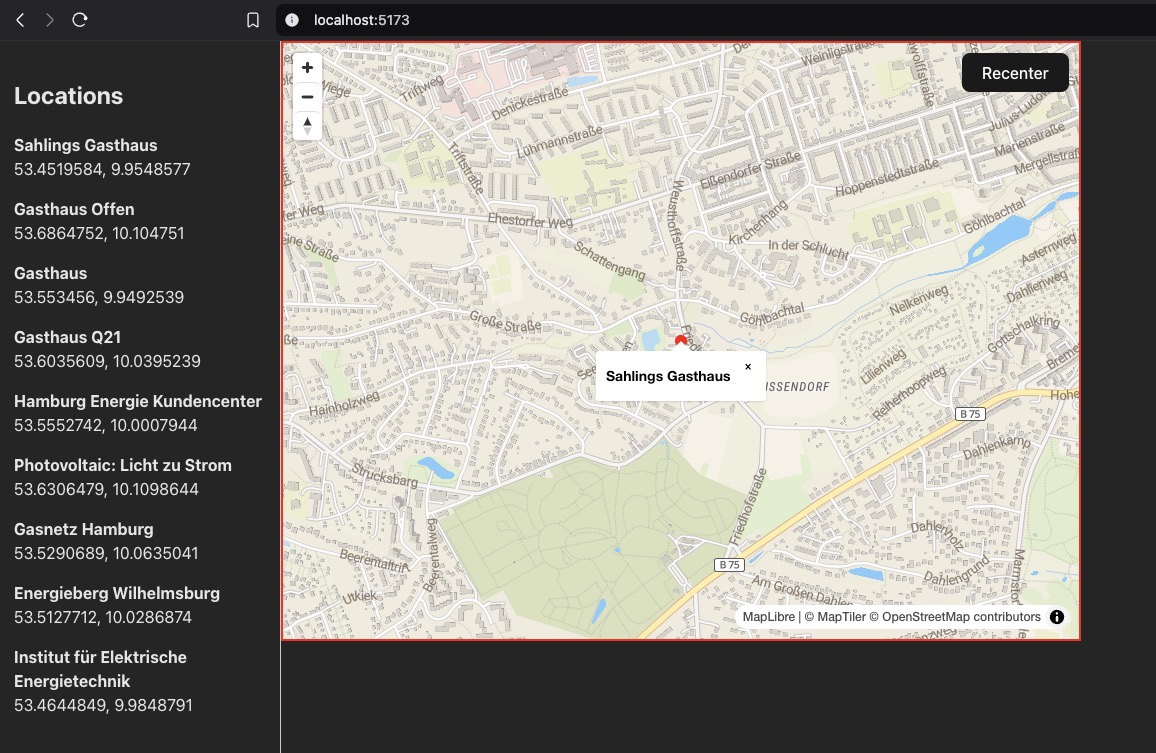 localhost:5173
Locations
Sahlings Gasthaus
53.4519584, 9.9548577
Gasthaus Offen
53.6864752, 10.104751
Gasthaus
53.553456, 9.9492539
Gasthaus Q21
53.6035609, 10.0395239
Hamburg Energie Kundencenter
53.5552742, 10.0007944
Photovoltaic: Licht zu Strom
53.6306479, 10.1098644
Gasnetz Hamburg
53.5290689, 10.0635041
Energieberg Wilhelmsburg
53.5127712, 10.0286874
Institut für Elektrische
Energietechnik
53.4644849, 9.9848791
+
−
Recenter
Weinligstraße
Triftweg
Denickestraße
Julius-Ludow
Lühmannstraße
Marienstraße
Triftstraße
Eißendorfer Straße
Mergellstraß
Hoppenstedtstraße
Weusthoffstraße
Ehestorfer Weg
Kirchenhang
Göhlbachtal
In der Schlucht
Schattengang
Asternweg
Dahlienweg
Nelkenweg
Große Straße
Göhlbachtal
Gottschalkring
Sahlings Gasthaus
×
ISSENDORF
Lilienweg
Reiherhoopweg
Hainholzweg
B 75
Strucksbarg
Dahlenkamp
Friedhofstraße
Beerentalweg
Dahlenholz
Beerentaltrift
B 75
Dahlengrund
Am Großen Dahlen
Utkiek
MapLibre | © MapTiler © OpenStreetMap contributors